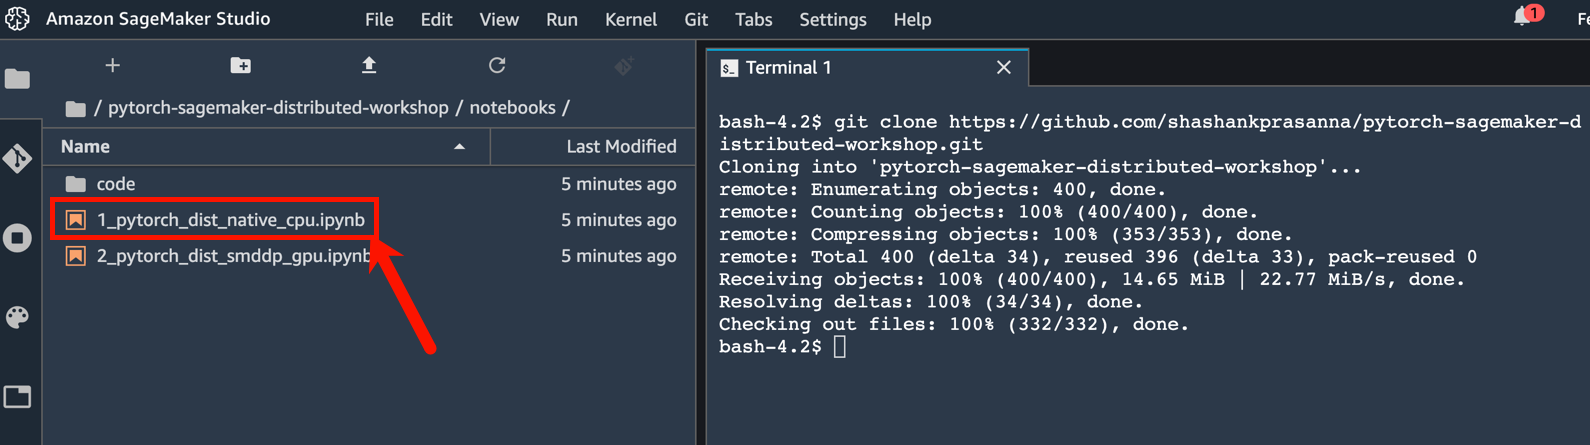 Amazon SageMaker Studio File Edit View Run Kernel Git Tabs Settings Help 1 Fe
/ pytorch-sagemaker-distributed-workshop / notebooks /
Name Last Modified
code 5 minutes ago
1_pytorch_dist_native_cpu.ipynb 5 minutes ago
2_pytorch_dist_smddp_gpu.ipynb 5 minutes ago
$_ Terminal 1
bash-4.2$ git clone https://github.com/shashankprasanna/pytorch-sagemaker-d
istributed-workshop.git
Cloning into 'pytorch-sagemaker-distributed-workshop'...
remote: Enumerating objects: 400, done.
remote: Counting objects: 100% (400/400), done.
remote: Compressing objects: 100% (353/353), done.
remote: Total 400 (delta 34), reused 396 (delta 33), pack-reused 0
Receiving objects: 100% (400/400), 14.65 MiB | 22.77 MiB/s, done.
Resolving deltas: 100% (34/34), done.
Checking out files: 100% (332/332), done.
bash-4.2$